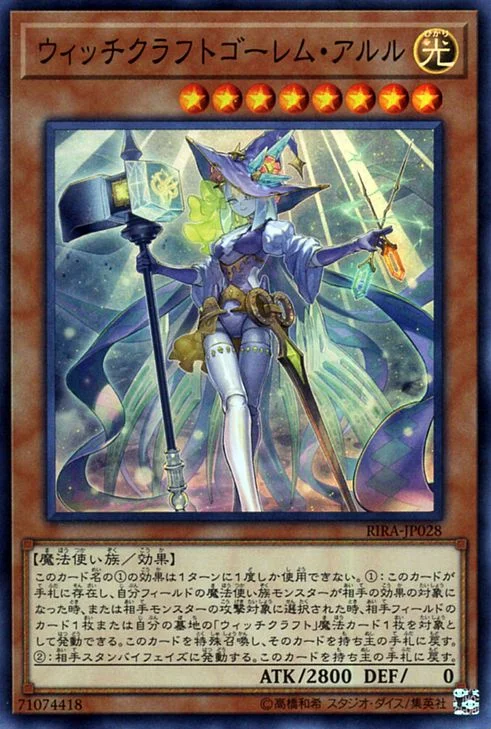 ウィッチクラフトゴーレム・アルル
光
RIRA-JP028
【魔法使い族/効果】
このカード名の①の効果は1ターンに1度しか使用できない。①:このカードが
手札に存在し、自分フィールドの魔法使い族モンスターが相手の効果の対象に
なった時、または相手モンスターの攻撃対象に選択された時、相手フィールドの
カード1枚または自分の墓地の「ウィッチクラフト」魔法カード1枚を対象と
して発動できる。このカードを特殊召喚し、そのカードを持ち主の手札に戻す。
②:相手スタンバイフェイズに発動する。このカードを持ち主の手札に戻す。
ATK/2800 DEF/ 0
71074418
©高橋和希 スタジオ・ダイス/集英社